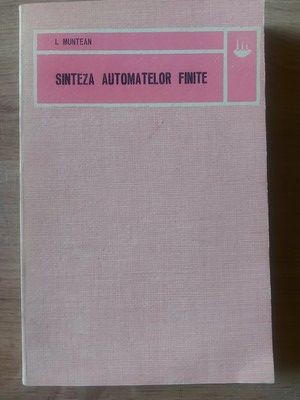 I. MUNTEAN
SINTEZA AUTOMATELOR FINITE